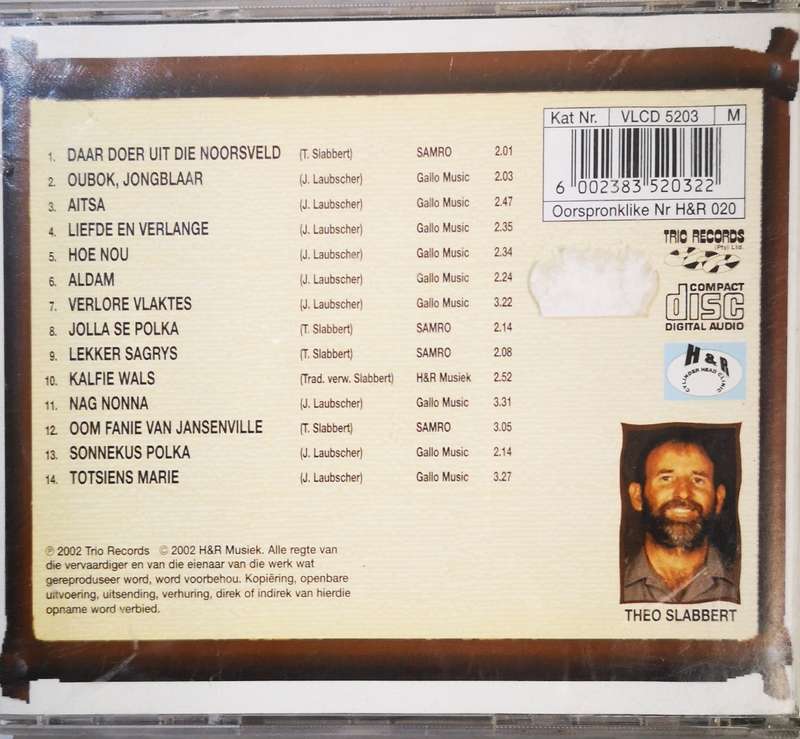 1. DAAR DOER UIT DIE NOORSVELD (T. Slabbert) SAMRO 2.01
2. OUBOK, JONGBLAAR (J. Laubscher) Gallo Music 2.03
3. AITSA (J. Laubscher) Gallo Music 2.47
4. LIEFDE EN VERLANGE (J. Laubscher) Gallo Music 2.35
5. HOE NOU (J. Laubscher) Gallo Music 2.34
6. ALDAM (J. Laubscher) Gallo Music 2.24
7. VERLORE VLAKTES (J. Laubscher) Gallo Music 3.22
8. JOLLA SE POLKA (T. Slabbert) SAMRO 2.14
9. LEKKER SAGRYS (T. Slabbert) SAMRO 2.08
10. KALFIE WALS (Trad. verw. Slabbert) H&R Musiek 2.52
11. NAG NONNA (J. Laubscher) Gallo Music 3.31
12. OOM FANIE VAN JANSENVILLE (T. Slabbert) SAMRO 3.05
13. SONNEKUS POLKA (J. Laubscher) Gallo Music 2.14
14. TOTSIENS MARIE (J. Laubscher) Gallo Music 3.27
Kat Nr. VLCD 5203 M
6 002383 520322
Oorspronklike Nr H&R 020
TRIO RECORDS
(Pty) Ltd.
COMPACT
disc
DIGITAL AUDIO
H&R
CYLINDER HEAD CLINIC
THEO SLABBERT
℗ 2002 Trio Records © 2002 H&R Musiek. Alle regte van
die vervaardiger en van die eienaar van die werk wat
gereproduseer word, word voorbehou. Kopiëring, openbare
uitvoering, uitsending, verhuring, direk of indirek van hierdie
opname word verbied.